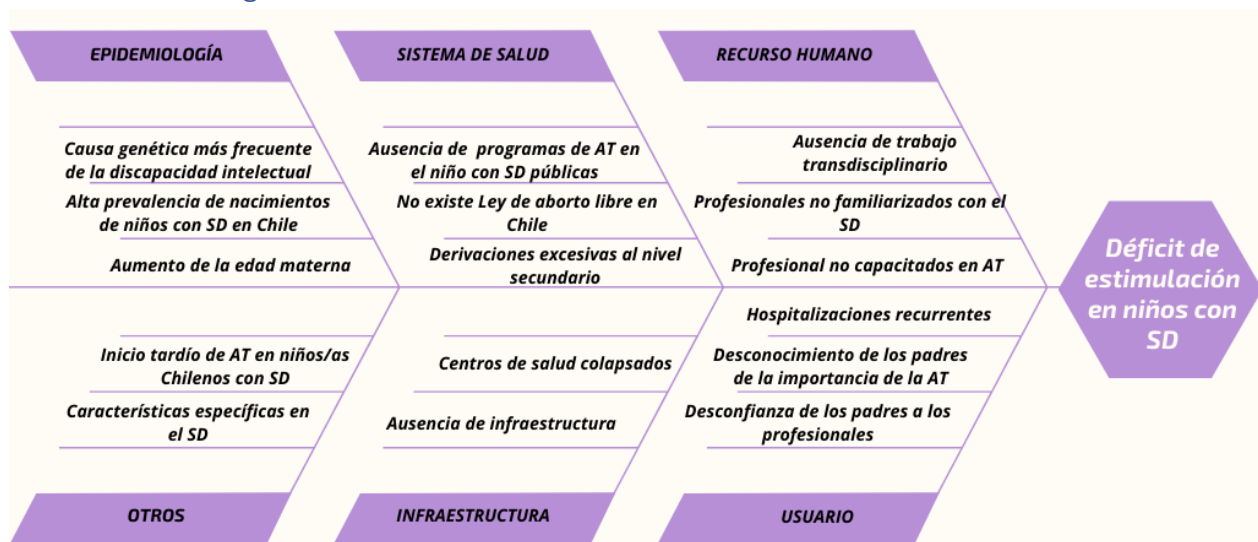 EPIDEMIOLOGÍA
SISTEMA DE SALUD
RECURSO HUMANO
Causa genética más frecuente
de la discapacidad intelectual
Alta prevalencia de nacimientos
de niños con SD en Chile
Aumento de la edad materna
Ausencia de programas de AT en
el niño con SD públicas
No existe Ley de aborto libre en
Chile
Derivaciones excesivas al nivel
secundario
Ausencia de trabajo
transdisciplinario
Profesionales no familiarizados con el
SD
Profesional no capacitados en AT
Déficit de
estimulación
en niños con
SD
Inicio tardío de AT en niños/as
Chilenos con SD
Características específicas en
el SD
Centros de salud colapsados
Ausencia de infraestructura
Hospitalizaciones recurrentes
Desconocimiento de los padres
de la importancia de la AT
Desconfianza de los padres a los
profesionales
OTROS
INFRAESTRUCTURA
USUARIO